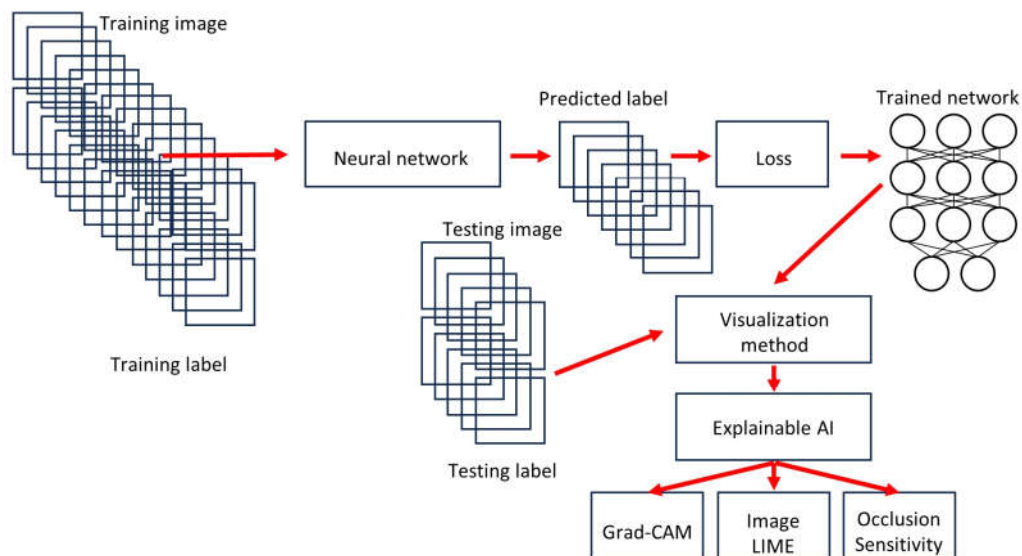 Training image
Predicted label
Trained network
Neural network
Loss
Testing image
Visualization
method
Training label
Explainable AI
Testing label
Grad-CAM
Image
LIME
Occlusion
Sensitivity